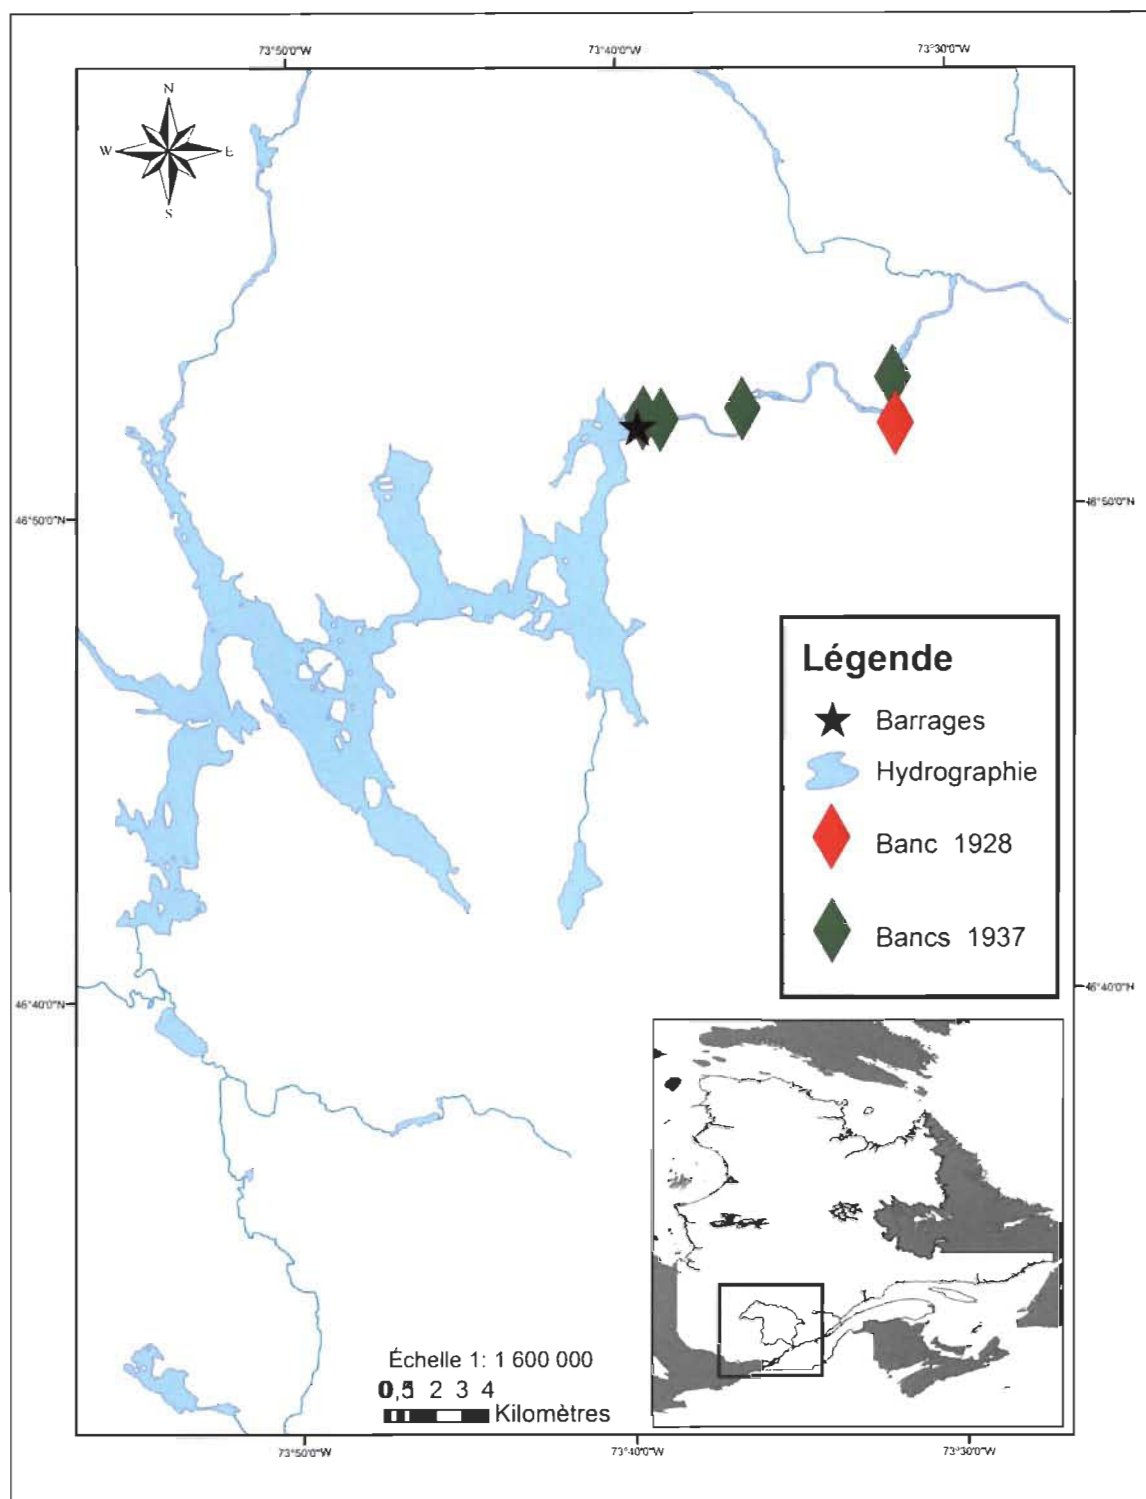 73°50'0"W 73°40'0"W 73°30'0"W
N
W E
S
46°50'0"N 46°50'0"N
Légende
Barrages
Hydrographie
Banc 1928
Bancs 1937
46°40'0"N 46°40'0"N
Échelle 1: 1 600 000
0,5 1 2 3 4
Kilomètres
73°50'0"W 73°40'0"W 73°30'0"W